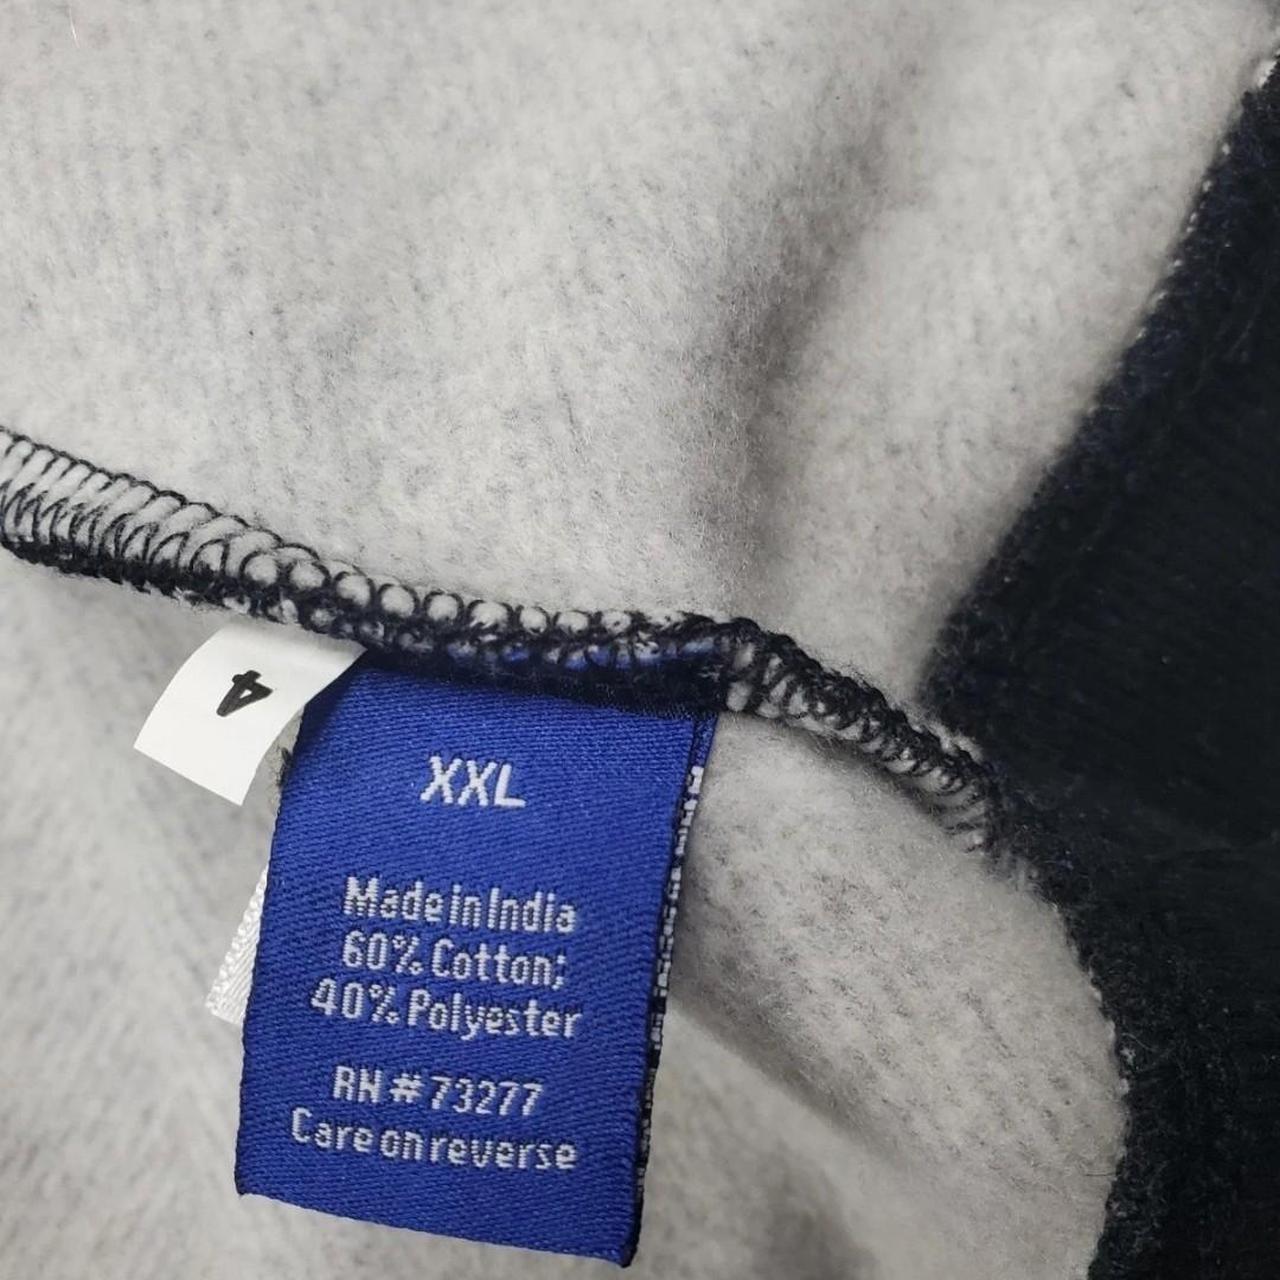 4
XXL
Made in India
60% Cotton;
40% Polyester
RN # 73277
Care on reverse